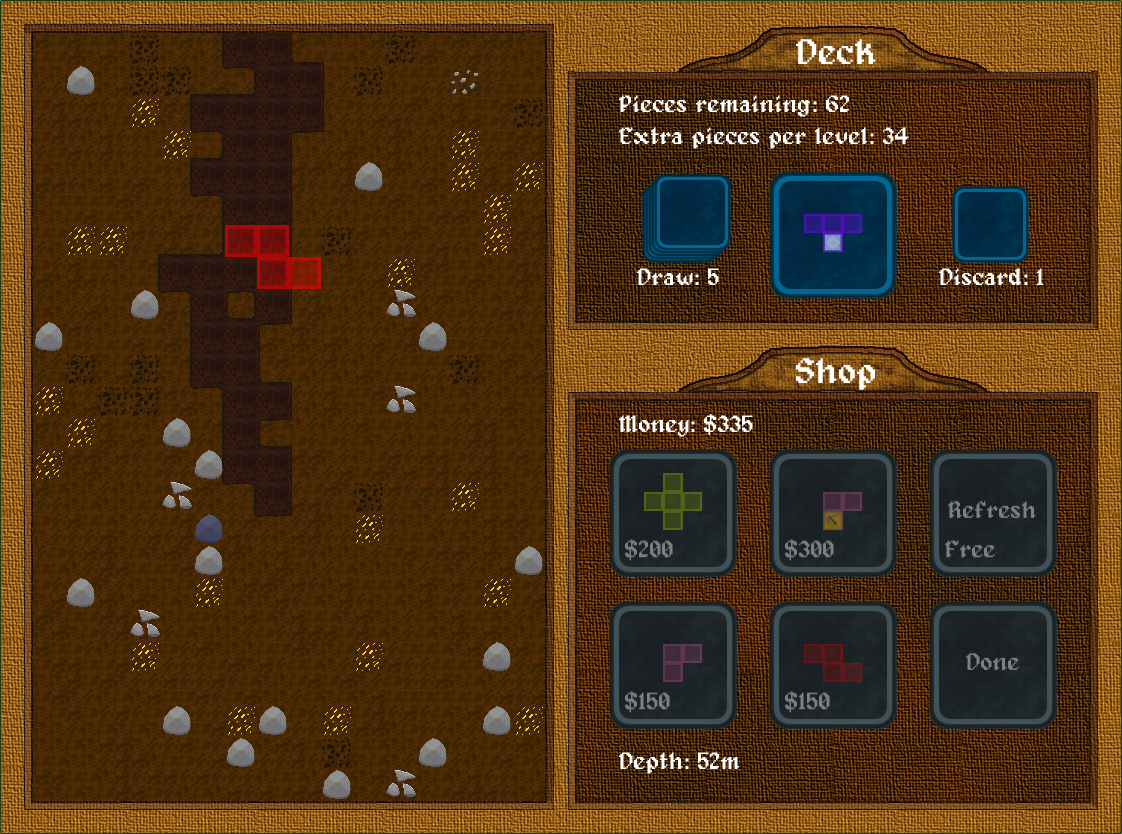 Deck
Pieces remaining: 62
Extra pieces per level: 34
Draw: 5
Discard: 1
Shop
Money: $335
$200
$300
Refresh
Free
$150
$150
Done
Depth: 52m